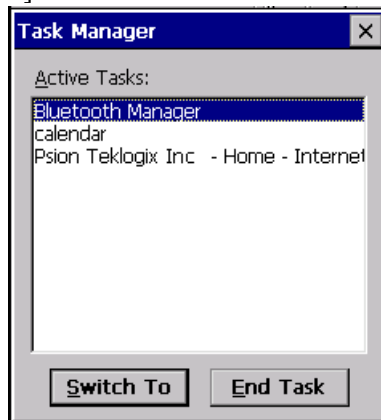 Task Manager
Active Tasks:
Bluetooth Manager
calendar
Psion Teklogix Inc - Home - Internet
Switch To
End Task